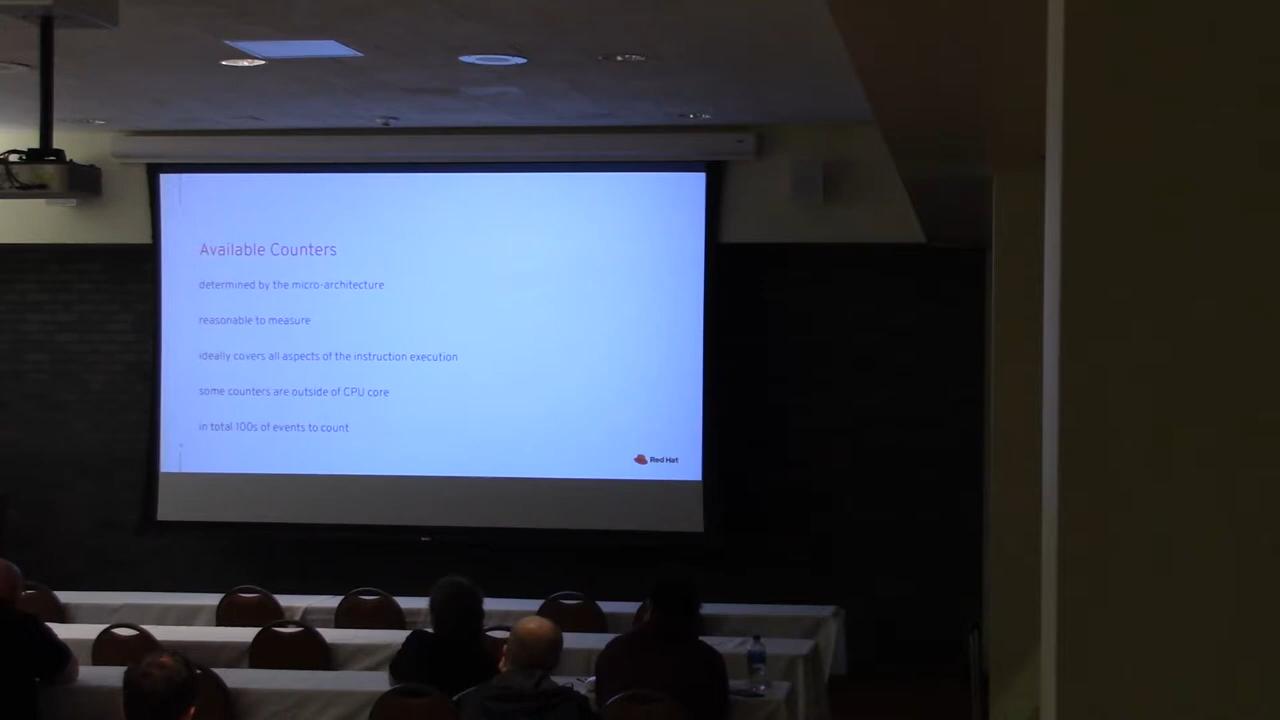 Available Counters
determined by the micro-architecture
reasonable to measure
ideally covers all aspects of the instruction execution
some counters are outside of CPU core
in total 100s of events to count
Red Hat